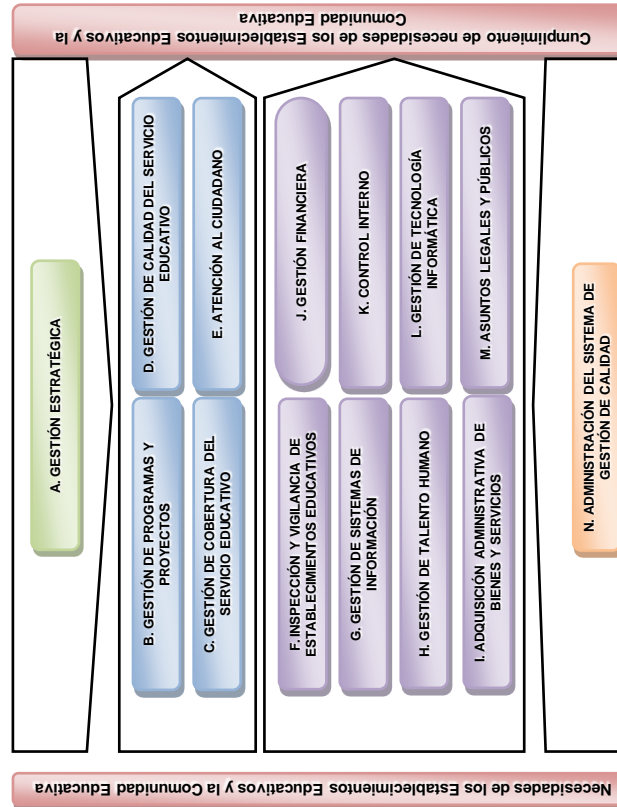 Necesidades de los Establecimientos Educativos y la Comunidad Educativa
A. GESTIÓN ESTRATÉGICA
B. GESTIÓN DE PROGRAMAS Y
PROYECTOS
D. GESTIÓN DE CALIDAD DEL SERVICIO
EDUCATIVO
C. GESTIÓN DE COBERTURA DEL
SERVICIO EDUCATIVO
E. ATENCIÓN AL CIUDADANO
F. INSPECCIÓN Y VIGILANCIA DE
ESTABLECIMIENTOS EDUCATIVOS
J. GESTIÓN FINANCIERA
G. GESTIÓN DE SISTEMAS DE
INFORMACIÓN
K. CONTROL INTERNO
H. GESTIÓN DE TALENTO HUMANO
L. GESTIÓN DE TECNOLOGÍA
INFORMÁTICA
I. ADQUISICIÓN ADMINISTRATIVA DE
BIENES Y SERVICIOS
M. ASUNTOS LEGALES Y PÚBLICOS
N. ADMINISTRACIÓN DEL SISTEMA DE
GESTIÓN DE CALIDAD
Cumplimiento de necesidades de los Establecimientos Educativos y la
Comunidad Educativa